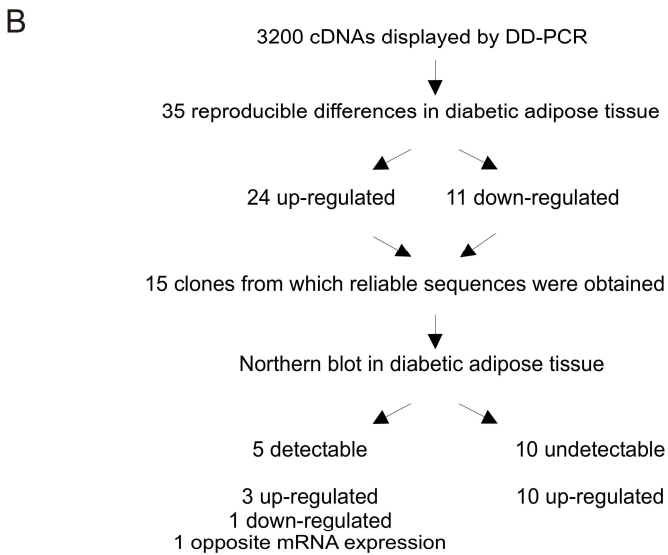 B
3200 cDNAs displayed by DD-PCR
35 reproducible differences in diabetic adipose tissue
24 up-regulated
11 down-regulated
15 clones from which reliable sequences were obtained
Northern blot in diabetic adipose tissue
5 detectable
10 undetectable
3 up-regulated
10 up-regulated
1 down-regulated
1 opposite mRNA expression